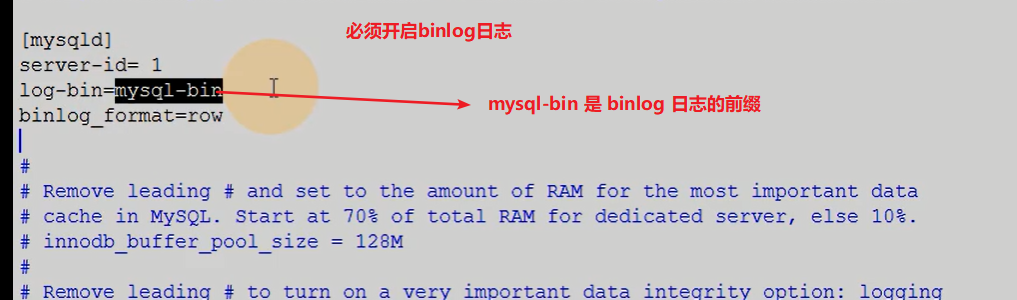 必须开启binlog日志
[mysqld]
server-id= 1
log-bin=mysql-bin
mysql-bin 是 binlog 日志的前缀
binlog_format=row
#
# Remove leading # and set to the amount of RAM for the most important data
# cache in MySQL. Start at 70% of total RAM for dedicated server, else 10%.
# innodb_buffer_pool_size = 128M
#
# Remove leading # to turn on a very important data integrity option: logging